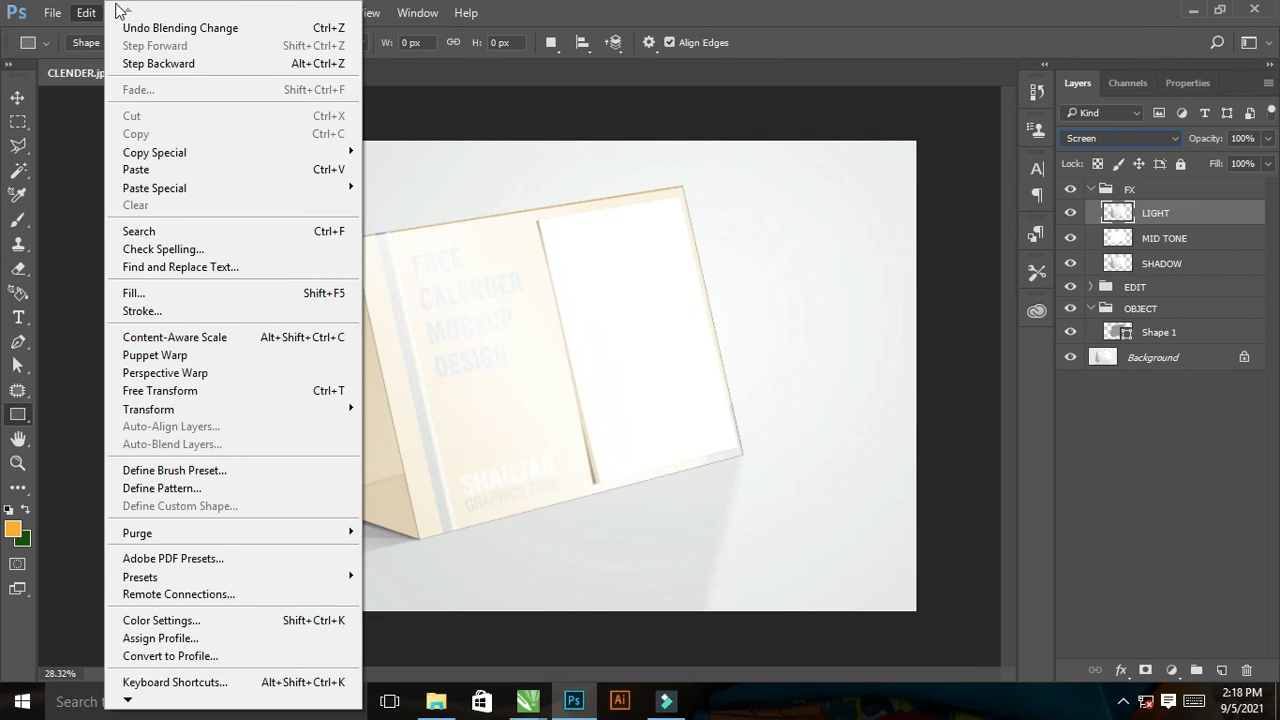 Ps File Edit iew Window Help
Shape W: 0 px H: 0 px Align Edges
CLENDER.jp
Undo Blending Change Ctrl+Z
Step Forward Shift+Ctrl+Z
Step Backward Alt+Ctrl+Z
Fade... Shift+Ctrl+F
Cut Ctrl+X
Copy Ctrl+C
Copy Special
Paste Ctrl+V
Paste Special
Clear
Search Ctrl+F
Check Spelling...
Find and Replace Text...
Fill... Shift+F5
Stroke...
Content-Aware Scale Alt+Shift+Ctrl+C
Puppet Warp
Perspective Warp
Free Transform Ctrl+T
Transform
Auto-Align Layers...
Auto-Blend Layers...
Define Brush Preset...
Define Pattern...
Define Custom Shape...
Purge
Adobe PDF Presets...
Presets
Remote Connections...
Color Settings... Shift+Ctrl+K
Assign Profile...
Convert to Profile...
Keyboard Shortcuts... Alt+Shift+Ctrl+K
FREE
CALENDER
MOCKUP
DESIGN
SHAILTAN
GRAPHICS ZONE
Layers Channels Properties
Kind
Screen Opacity: 100%
Lock: Fill: 100%
FX
LIGHT
MID TONE
SHADOW
EDIT
OBJECT
Shape 1
Background
28.32%
Search
Ps Ai
2:18 PM
9/5/2021